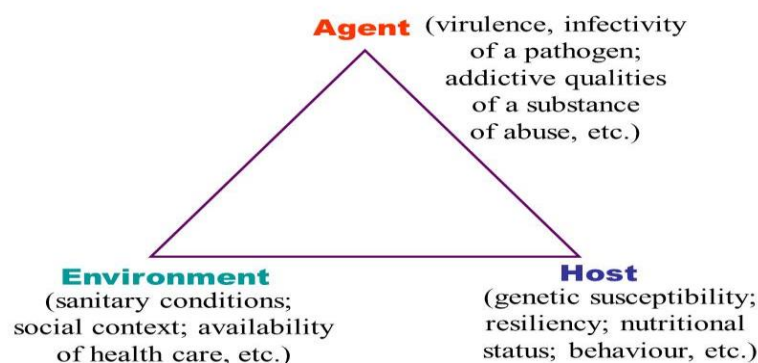 Agent (virulence, infectivity
of a pathogen;
addictive qualities
of a substance
of abuse, etc.)
Environment
(sanitary conditions;
social context; availability
of health care, etc.)
Host
(genetic susceptibility;
resiliency; nutritional
status; behaviour, etc.)